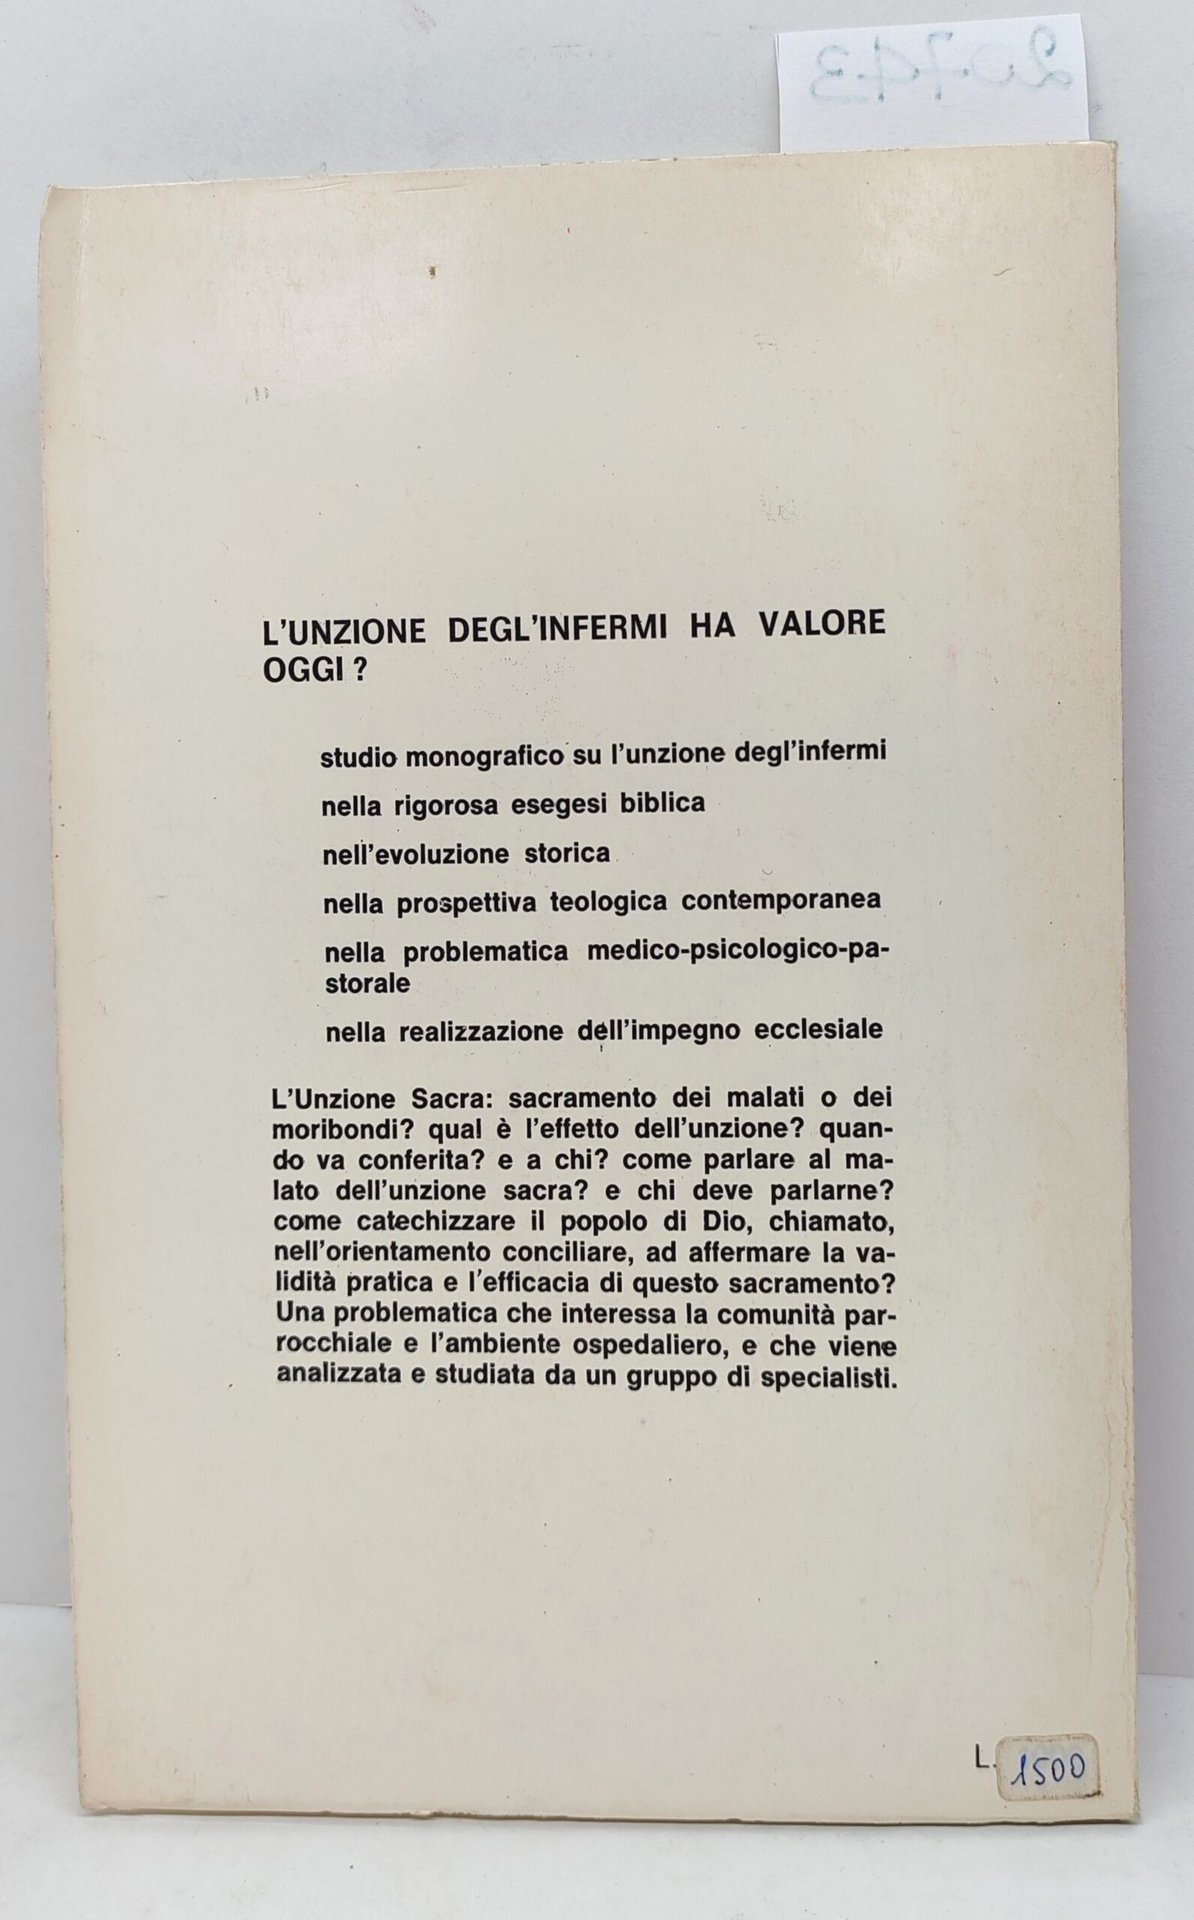 20743
L'UNZIONE DEGL'INFERMI HA VALORE
OGGI?
studio monografico su l'unzione degl'infermi
nella rigorosa esegesi biblica
nell'evoluzione storica
nella prospettiva teologica contemporanea
nella problematica medico-psicologico-pa-
storale
nella realizzazione dell'impegno ecclesiale
L'Unzione Sacra: sacramento dei malati o dei
moribondi? qual è l'effetto dell'unzione? quan-
do va conferita? e a chi? come parlare al ma-
lato dell'unzione sacra? e chi deve parlarne?
come catechizzare il popolo di Dio, chiamato,
nell'orientamento conciliare, ad affermare la va-
lidità pratica e l'efficacia di questo sacramento?
Una problematica che interessa la comunità par-
rocchiale e l'ambiente ospedaliero, e che viene
analizzata e studiata da un gruppo di specialisti.
L. 1500